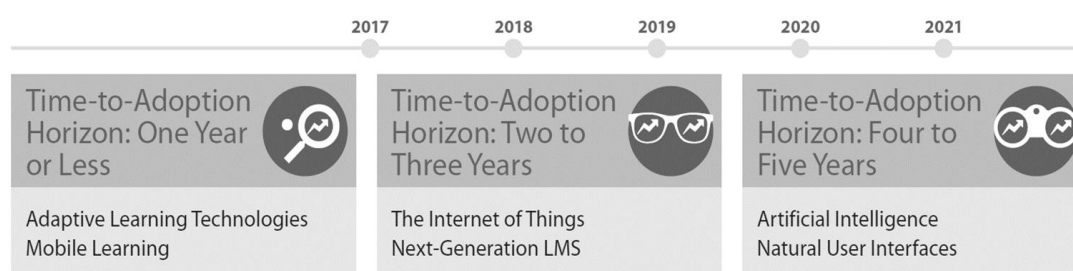 2017 2018 2019 2020 2021
Time-to-Adoption
Horizon: One Year
or Less
Adaptive Learning Technologies
Mobile Learning
Time-to-Adoption
Horizon: Two to
Three Years
The Internet of Things
Next-Generation LMS
Time-to-Adoption
Horizon: Four to
Five Years
Artificial Intelligence
Natural User Interfaces